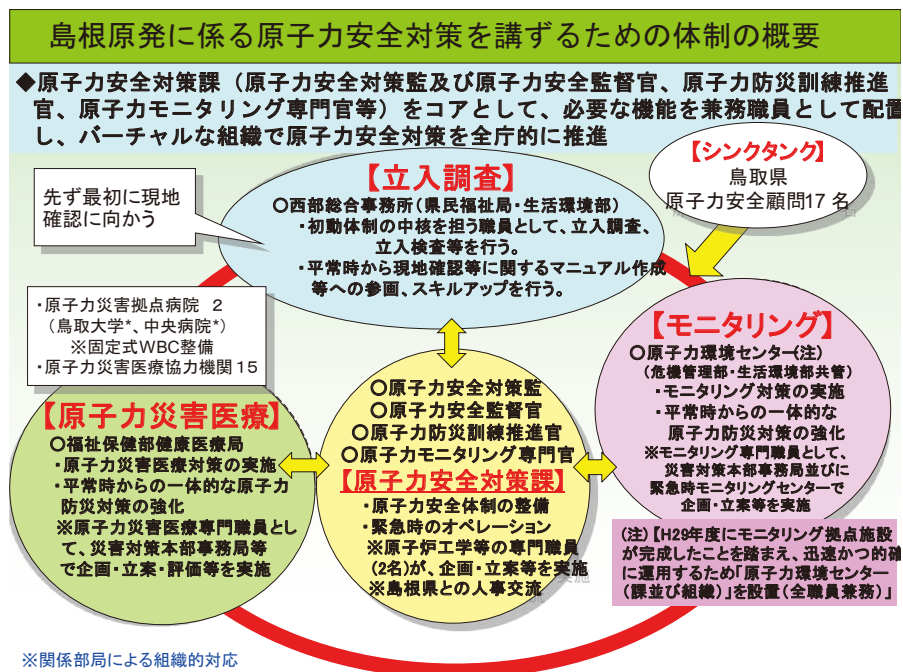 島根原発に係る原子力安全対策を講ずるための体制の概要
◆原子力安全対策課（原子力安全対策監及び原子力安全監督官、原子力防災訓練推進
官、原子力モニタリング専門官等）をコアとして、必要な機能を兼務職員として配置
し、バーチャルな組織で原子力安全対策を全庁的に推進
【シンクタンク】
鳥取県
原子力安全顧問17名
先ず最初に現地
確認に向かう
【立入調査】
○西部総合事務所（県民福祉局・生活環境部）
・初動体制の中核を担う職員として、立入調査、
立入検査等を行う。
・平常時から現地確認等に関するマニュアル作成
等への参画、スキルアップを行う。
・原子力災害拠点病院 2
（鳥取大学*、中央病院*）
※固定式WBC整備
・原子力災害医療協力機関15
【原子力災害医療】
○福祉保健部健康医療局
・原子力災害医療対策の実施
・平常時からの一体的な原子力
防災対策の強化
※原子力災害医療専門職員とし
て、災害対策本部事務局等
で企画・立案・評価等を実施
○原子力安全対策監
○原子力安全監督官
○原子力防災訓練推進官
○原子力モニタリング専門官
【原子力安全対策課】
・原子力安全体制の整備
・緊急時のオペレーション
※原子炉工学等の専門職員
(2名)が、企画・立案等を実施
※島根県との人事交流
【モニタリング】
○原子力環境センター(注)
（危機管理部・生活環境部共管）
・モニタリング対策の実施
・平常時からの一体的な
原子力防災対策の強化
※モニタリング専門職員として、
災害対策本部事務局並びに
緊急時モニタリングセンターで
企画・立案等を実施
(注)【H29年度にモニタリング拠点施設
が完成したことを踏まえ、迅速かつ的確
に運用するため「原子力環境センター
（課並び組織）」を設置（全職員兼務）」
※関係部局による組織的対応